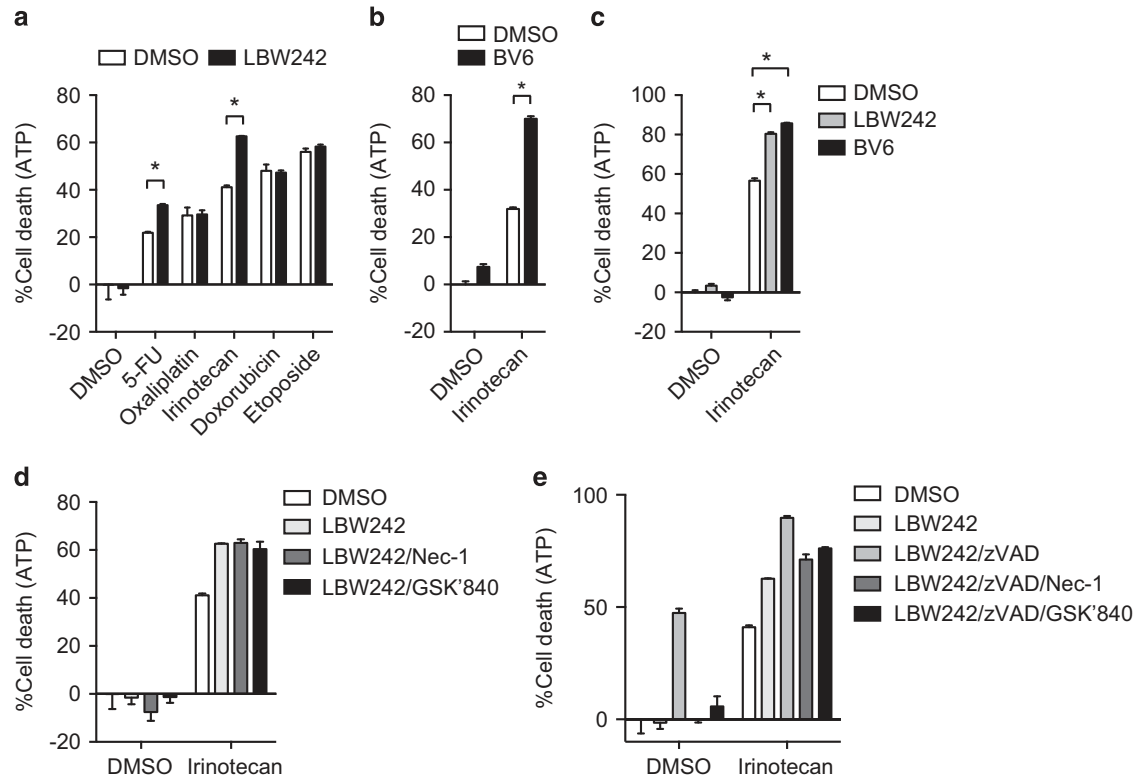 a
DMSO LBW242
%Cell death (ATP)
80
60
40
20
0
-20
*
*
DMSO
5-FU
Oxaliplatin
Irinotecan
Doxorubicin
Etoposide
b
DMSO
BV6
%Cell death (ATP)
80
60
40
20
0
-20
*
DMSO
Irinotecan
c
DMSO
LBW242
BV6
%Cell death (ATP)
100
80
60
40
20
0
-20
*
*
DMSO
Irinotecan
d
DMSO
LBW242
LBW242/Nec-1
LBW242/GSK'840
%Cell death (ATP)
80
60
40
20
0
-20
DMSO Irinotecan
e
DMSO
LBW242
LBW242/zVAD
LBW242/zVAD/Nec-1
LBW242/zVAD/GSK'840
%Cell death (ATP)
100
50
0
DMSO Irinotecan